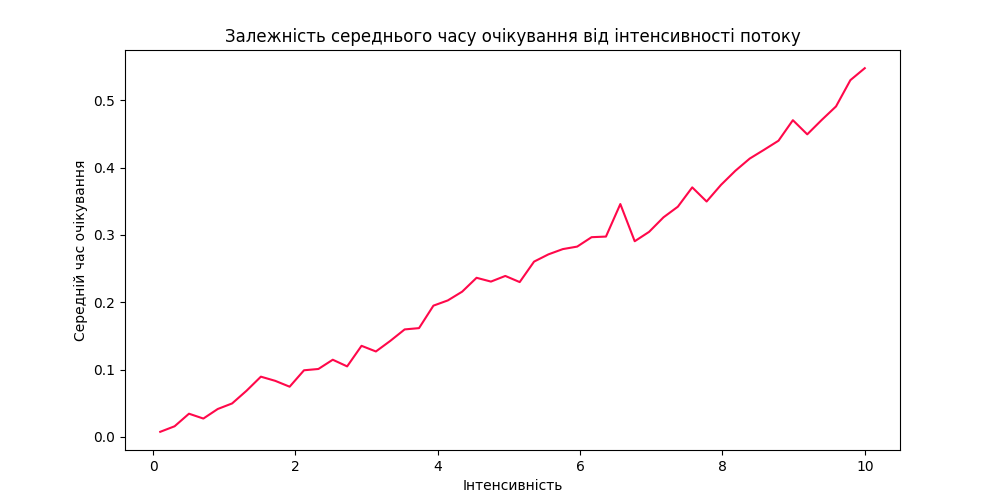 Залежність середнього часу очікування від інтенсивності потоку
Середній час очікування
0.5
0.4
0.3
0.2
0.1
0.0
0 2 4 6 8 10
Інтенсивність